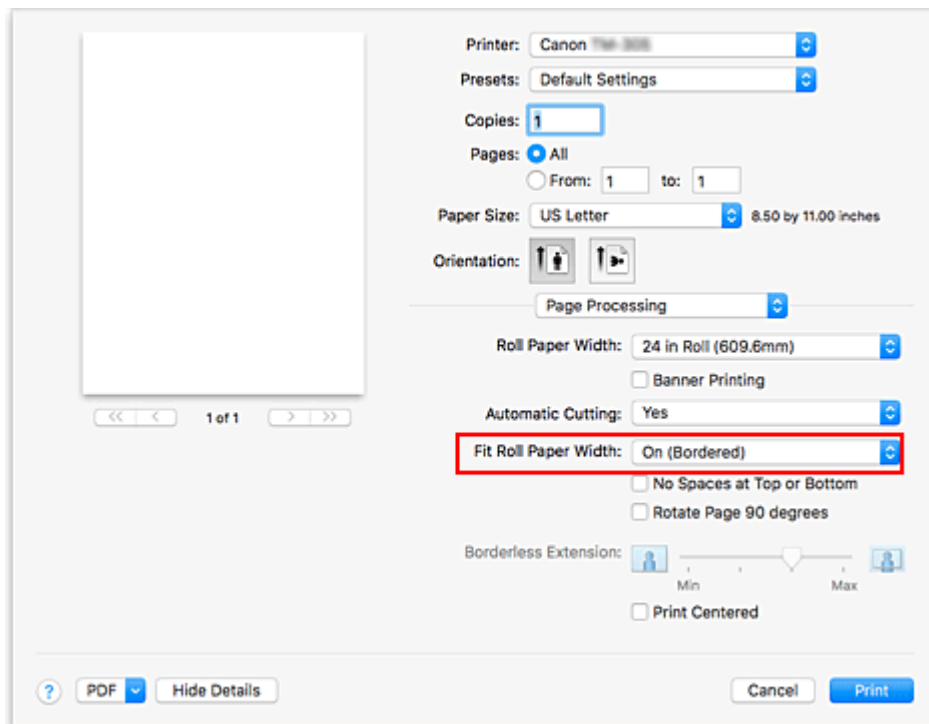 Printer: Canon
Presets: Default Settings
Copies: 1
Pages: All
From: 1 to: 1
Paper Size: US Letter 8.50 by 11.00 inches
Orientation:
Page Processing
Roll Paper Width: 24 in Roll (609.6mm)
Banner Printing
<< < 1 of 1 > >>
Automatic Cutting: Yes
Fit Roll Paper Width: On (Bordered)
No Spaces at Top or Bottom
Rotate Page 90 degrees
Borderless Extension:
Min Max
Print Centered
? PDF Hide Details Cancel Print